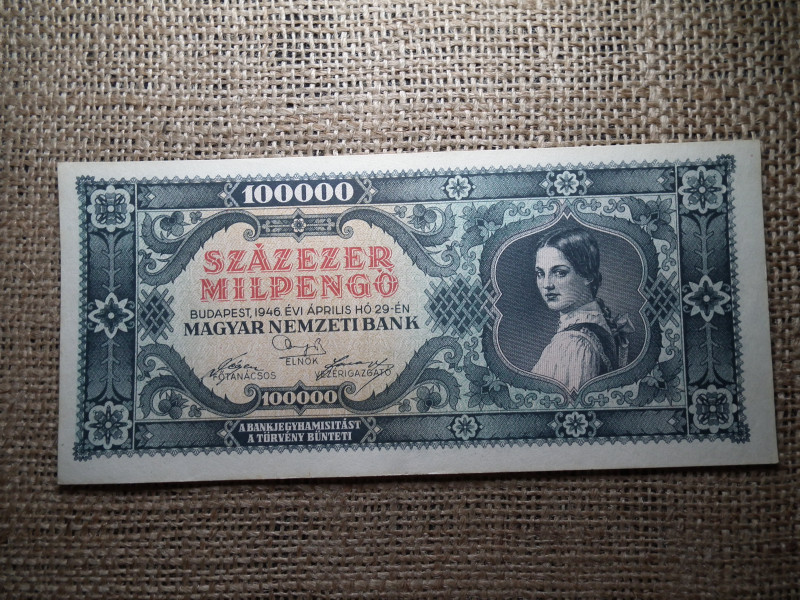 100000
SZÁZEZER
MILPENGŐ
BUDAPEST, 1946. ÉVI ÁPRILIS HÓ 29-ÉN
MAGYAR NEMZETI BANK
ELNÖK
FŐTANÁCSOS VEZÉRIGAZGATÓ
100000
A BANKJEGYHAMISITÁST
A TÖRVÉNY BÜNTETI